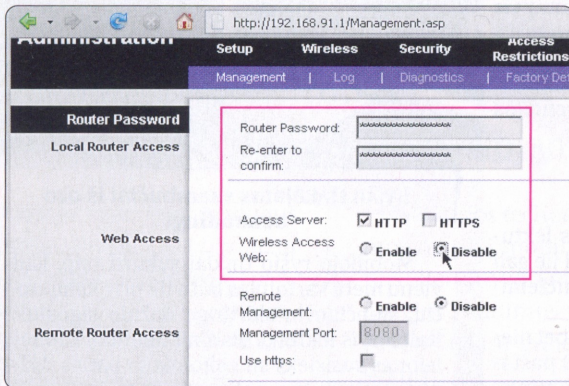 http://192.168.91.1/Management.asp
Administration
Setup Wireless Security Access Restrictions
Management | Log | Diagnostics | Factory Def
Router Password
Local Router Access
Router Password: ****************
Re-enter to confirm: ****************
Web Access
Access Server: HTTP HTTPS
Wireless Access Web: Enable Disable
Remote Router Access
Remote Management: Enable Disable
Management Port: 8080
Use https: